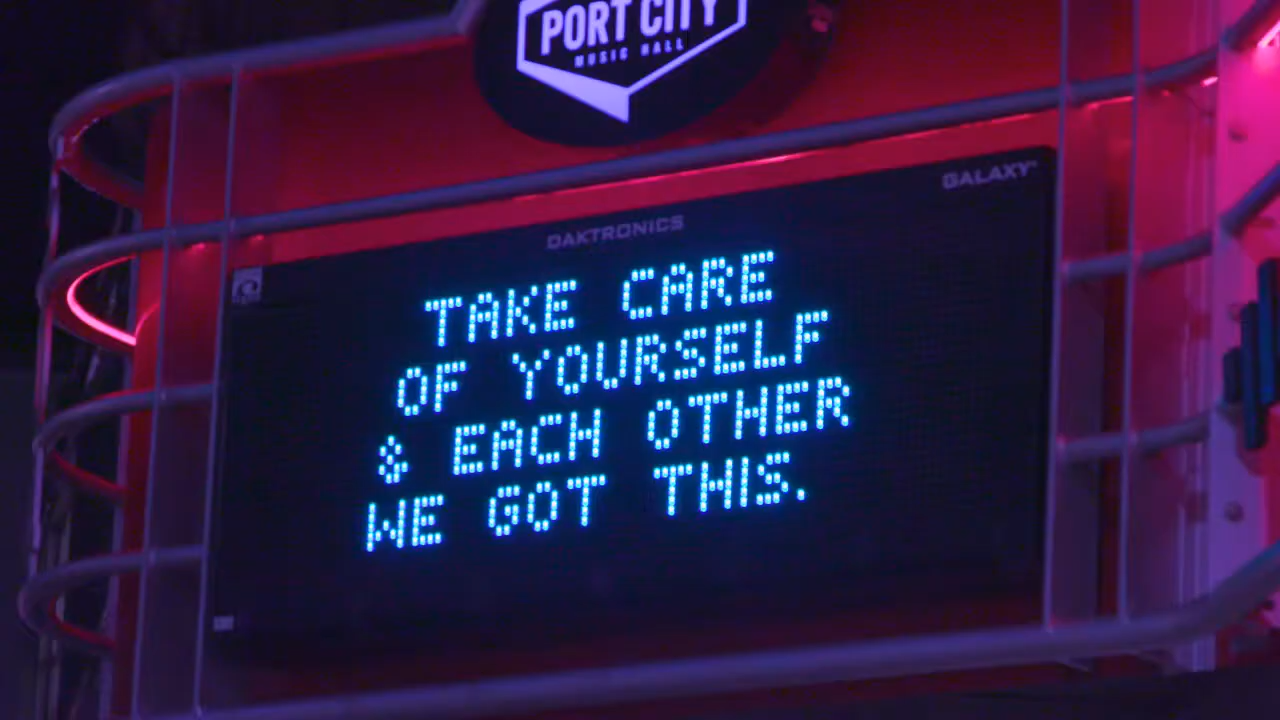 PORT CITY
MUSIC HALL
GALAXY
DAKTRONICS
TAKE CARE
OF YOURSELF
& EACH OTHER
WE GOT THIS.